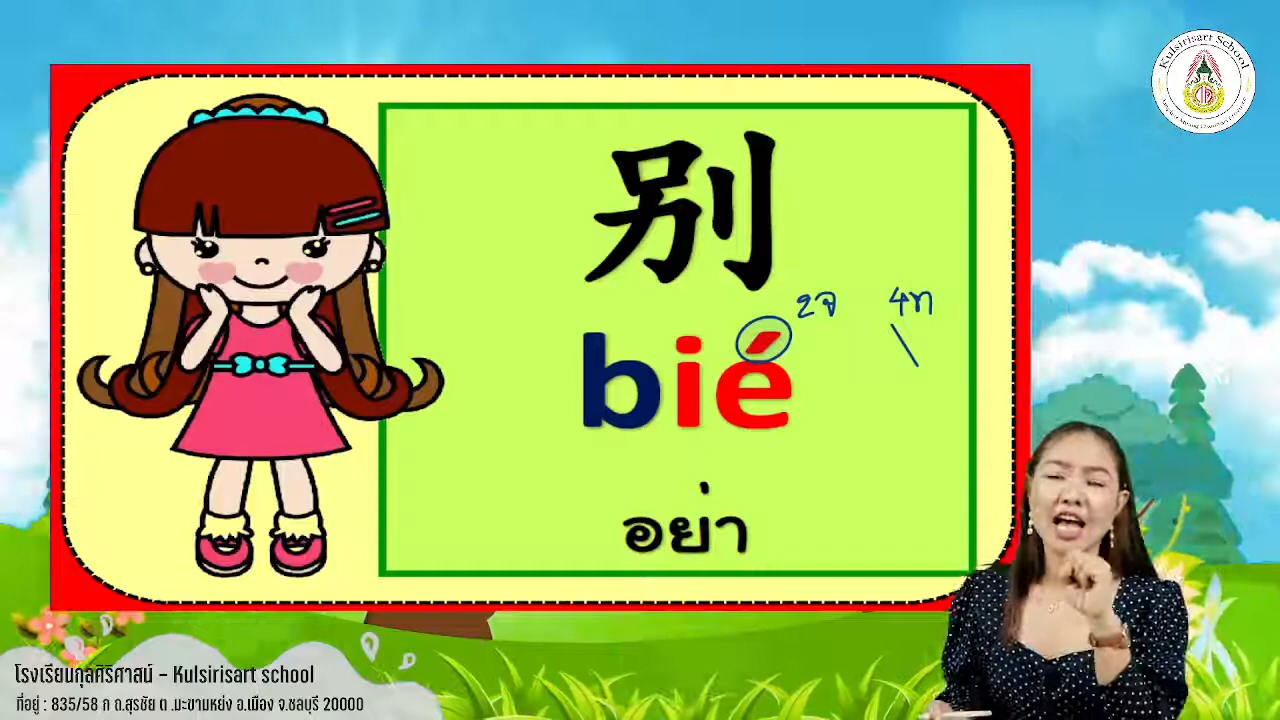 Kulsirisart School
别
2จ 4ท
bié
อย่า
โรงเรียนกุลศิริศาสน์ - Kulsirisart school
ที่อยู่ : 835/58 ก ถ.สุรชัย ต.มะขามหย่ง อ.เมือง จ.ชลบุรี 20000